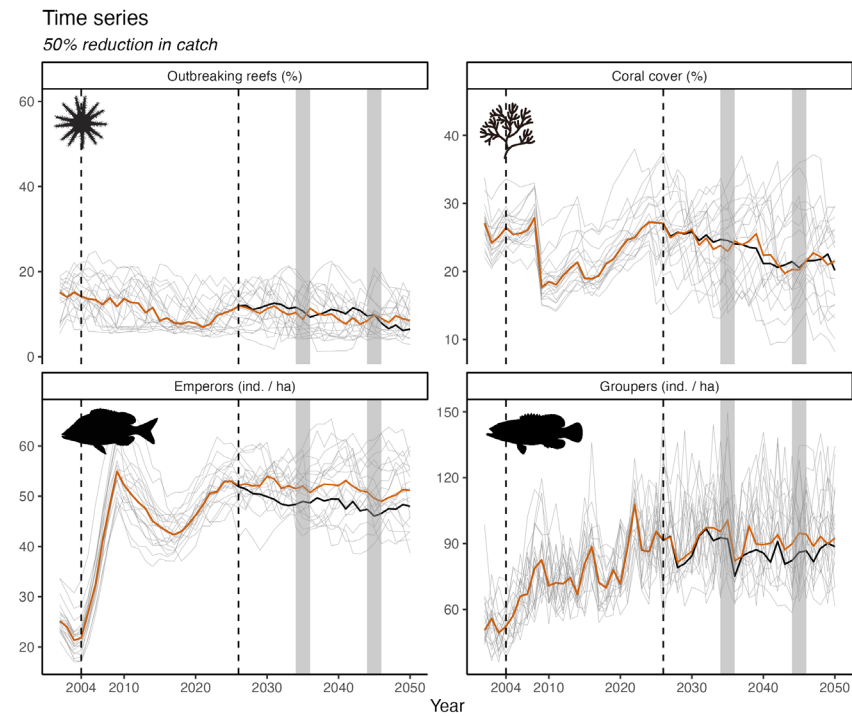 Time series
50% reduction in catch
Outbreaking reefs (%)
Coral cover (%)
60
40
20
0
40
30
20
10
Emperors (ind. / ha)
Groupers (ind. / ha)
60
50
40
30
20
150
120
90
60
2004 2010 2020 2030 2040 2050
2004 2010 2020 2030 2040 2050
Year